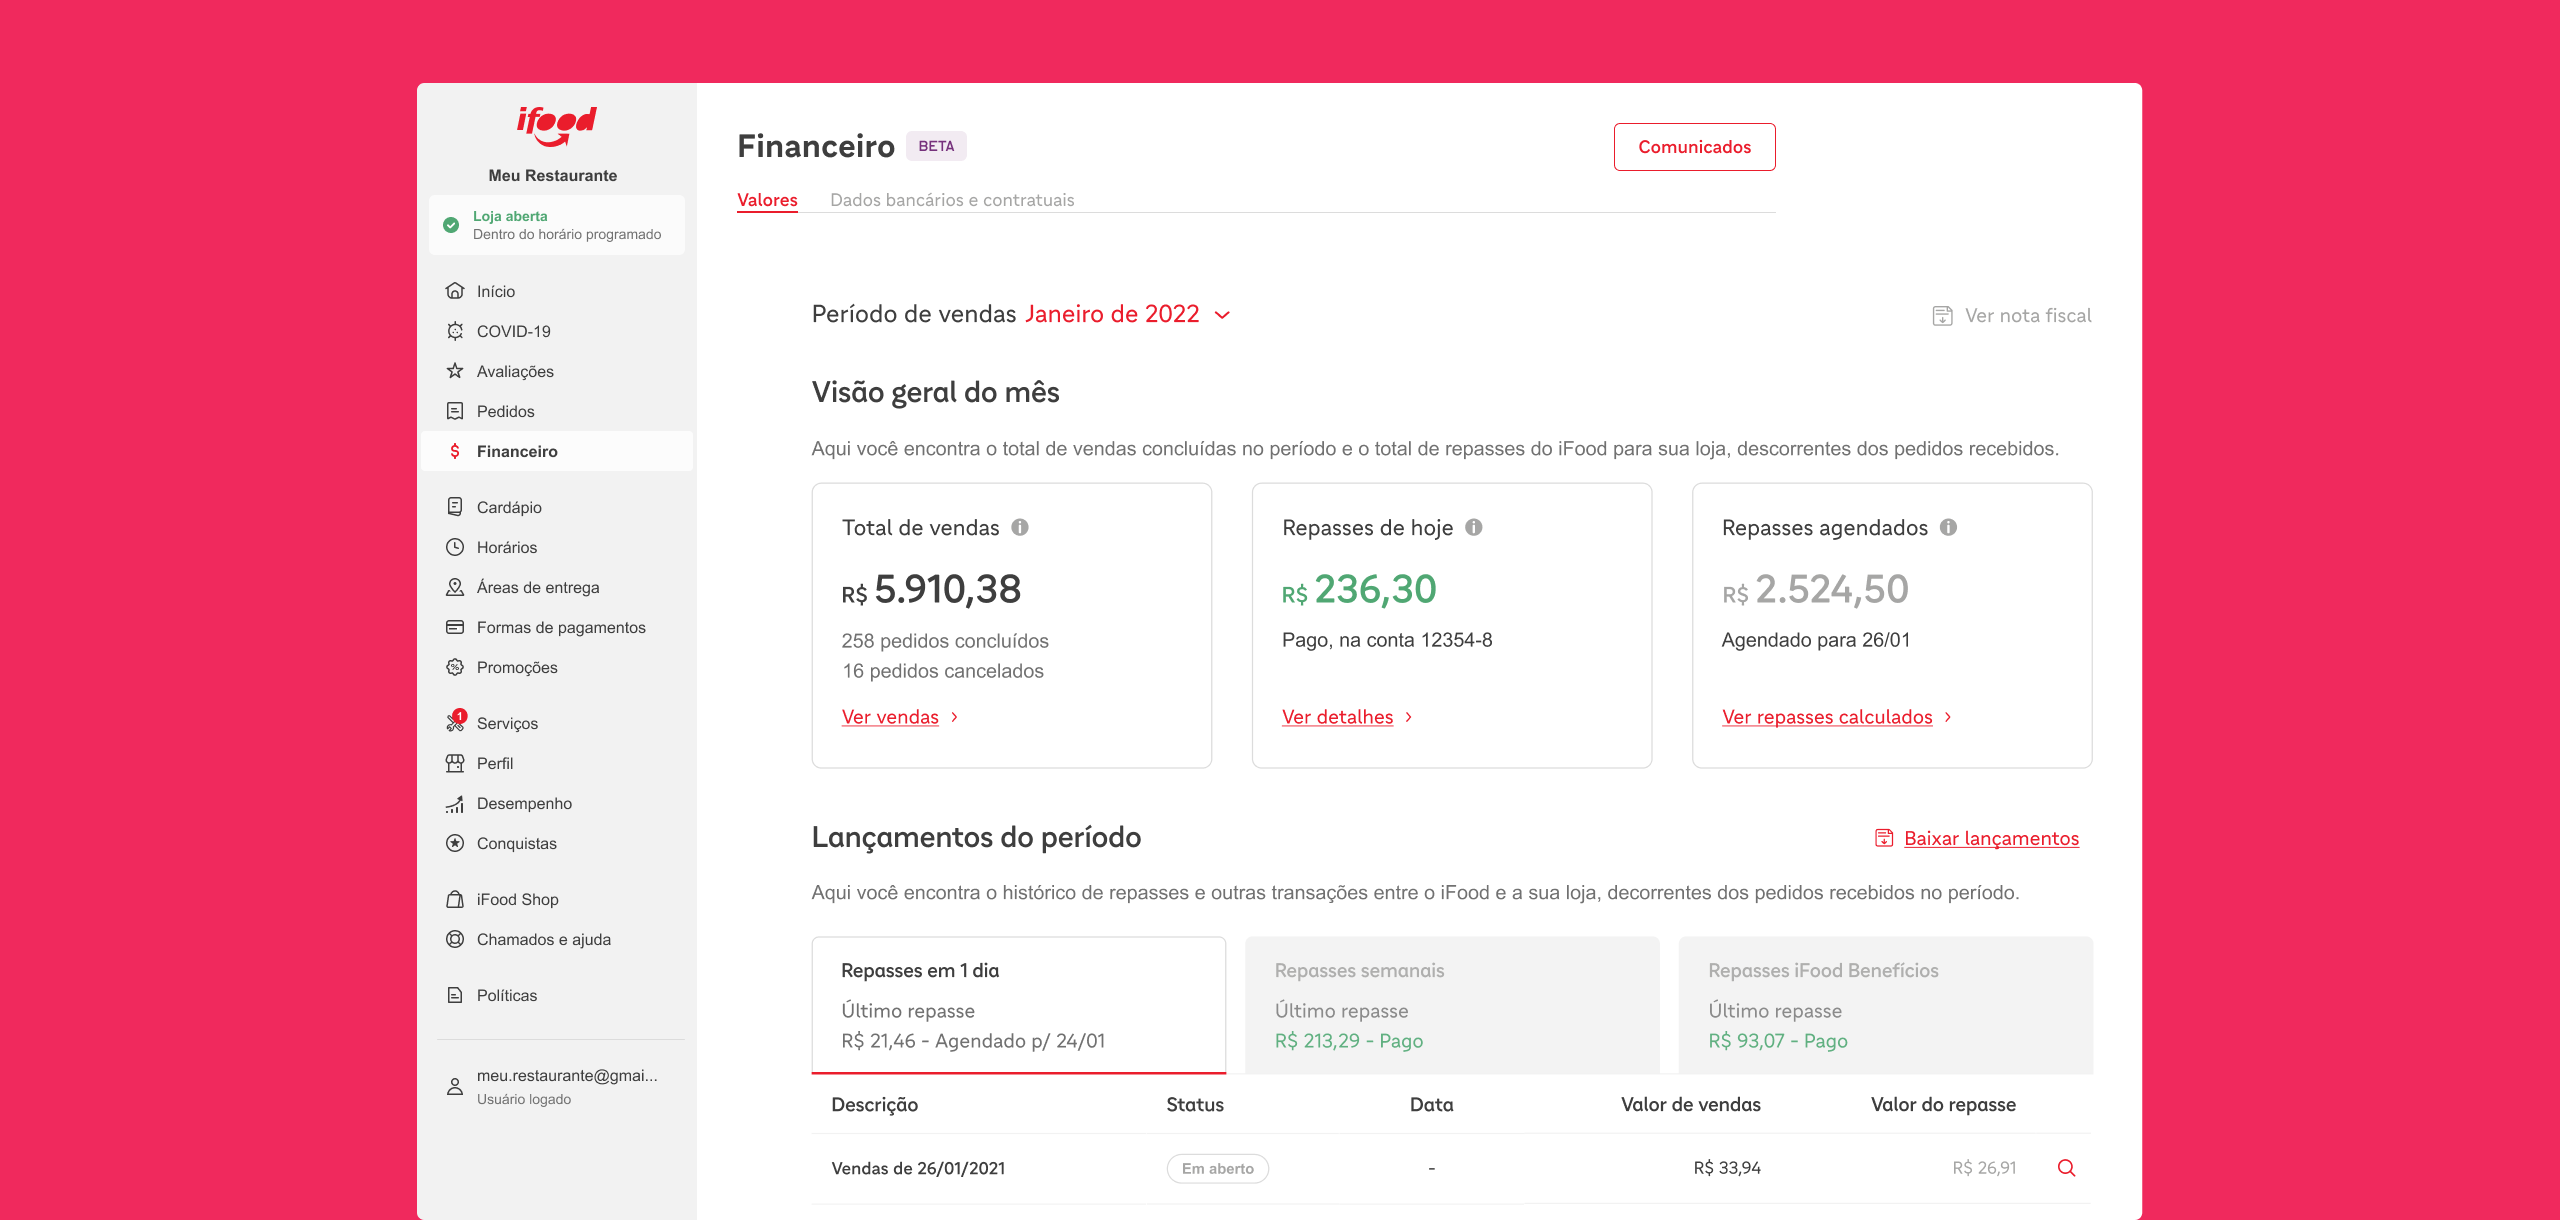 ifood
Meu Restaurante
Loja aberta
Dentro do horário programado
Início
COVID-19
Avaliações
Pedidos
Financeiro
Cardápio
Horários
Áreas de entrega
Formas de pagamentos
Promoções
1
Serviços
Perfil
Desempenho
Conquistas
iFood Shop
Chamados e ajuda
Políticas
meu.restaurante@gmai...
Usuário logado
Financeiro BETA
Comunicados
Valores Dados bancários e contratuais
Período de vendas Janeiro de 2022
Ver nota fiscal
Visão geral do mês
Aqui você encontra o total de vendas concluídas no período e o total de repasses do iFood para sua loja, descorrentes dos pedidos recebidos.
Total de vendas
R$ 5.910,38
258 pedidos concluídos
16 pedidos cancelados
Ver vendas
Repasses de hoje
R$ 236,30
Pago, na conta 12354-8
Ver detalhes
Repasses agendados
R$ 2.524,50
Agendado para 26/01
Ver repasses calculados
Lançamentos do período
Baixar lançamentos
Aqui você encontra o histórico de repasses e outras transações entre o iFood e a sua loja, decorrentes dos pedidos recebidos no período.
Repasses em 1 dia
Último repasse
R$ 21,46 - Agendado p/ 24/01
Repasses semanais
Último repasse
R$ 213,29 - Pago
Repasses iFood Benefícios
Último repasse
R$ 93,07 - Pago
Descrição Status Data Valor de vendas Valor do repasse
Vendas de 26/01/2021 Em aberto - R$ 33,94 R$ 26,91